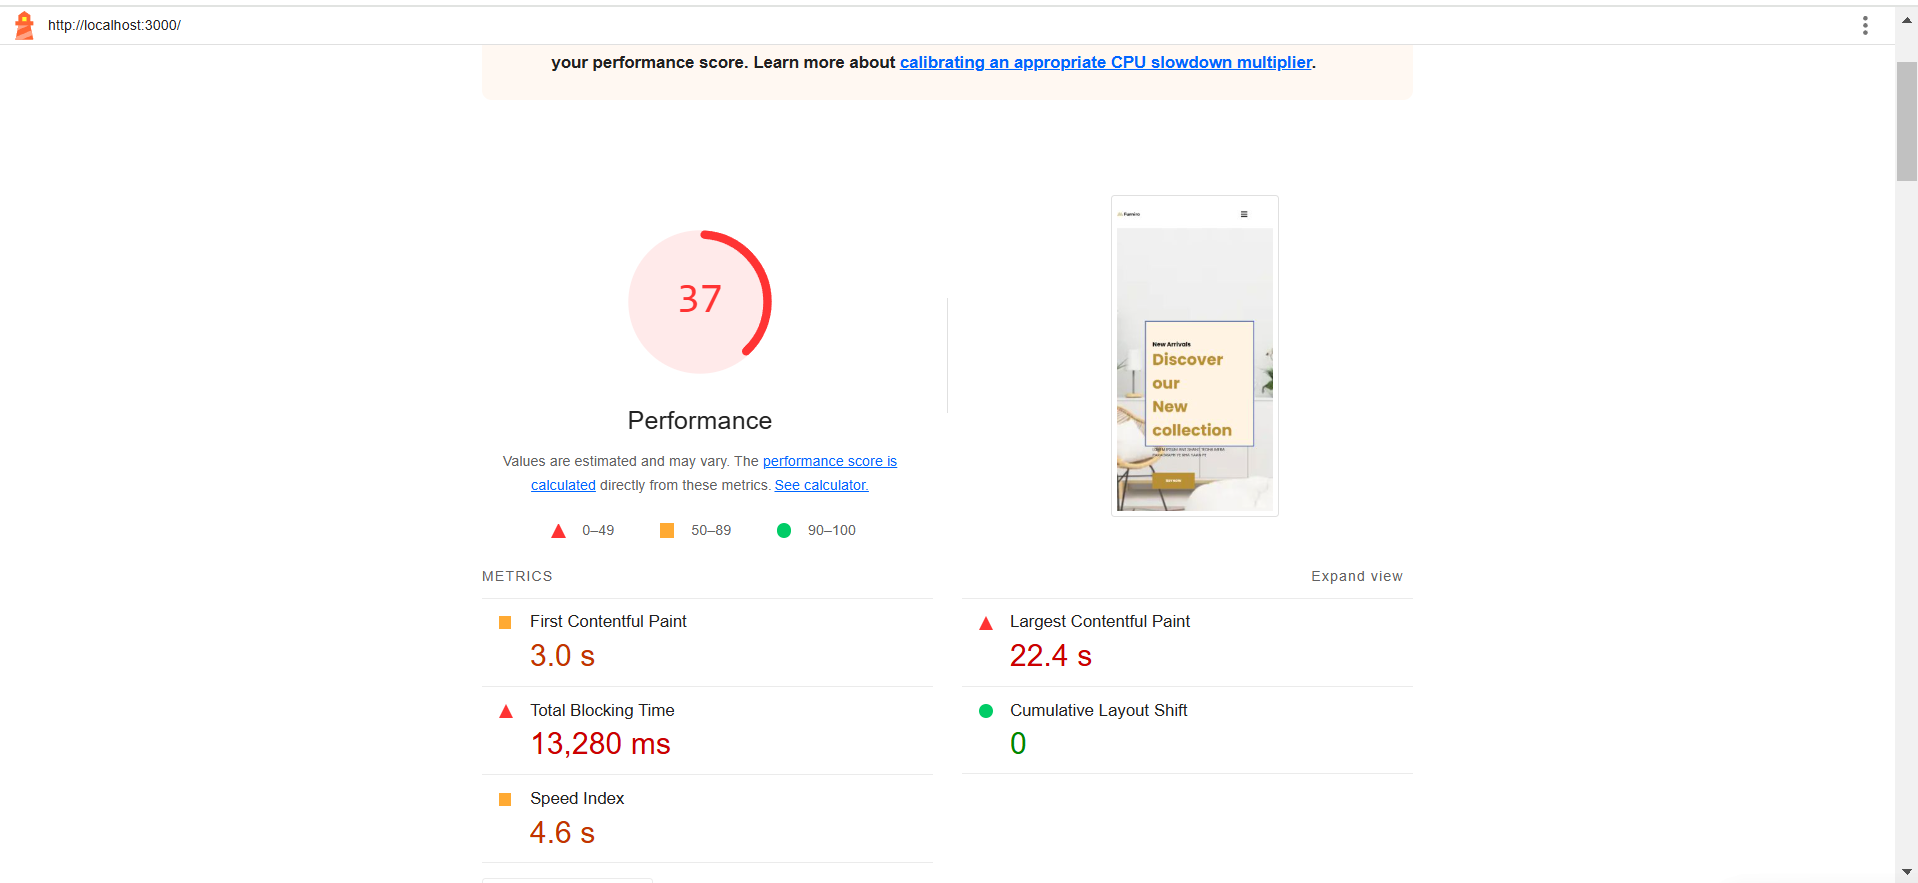 http://localhost:3000/
your performance score. Learn more about calibrating an appropriate CPU slowdown multiplier.
37
Performance
Values are estimated and may vary. The performance score is
calculated directly from these metrics. See calculator.
0–49
50–89
90–100
Furniro
New Arrivals
Discover
our
New
collection
BUY NOW
METRICS
Expand view
First Contentful Paint
3.0 s
Largest Contentful Paint
22.4 s
Total Blocking Time
13,280 ms
Cumulative Layout Shift
0
Speed Index
4.6 s